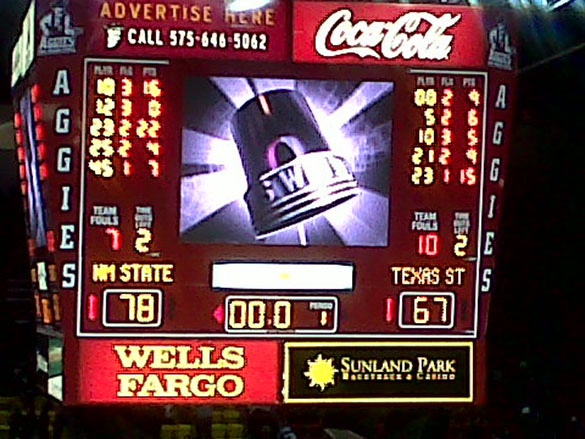 ADVERTISE HERE
CALL 575-646-5062
Coca-Cola
AGGIES
PLYR FLS PTS
10 3 16
12 3 0
23 2 22
25 2 4
45 1 7
PLYR FLS PTS
00 2 9
5 2 6
10 3 5
21 2 9
23 1 15
AGGIES
TEAM FOULS
7
TIME OUTS LEFT
2
TEAM FOULS
10
TIME OUTS LEFT
2
NM STATE
TEXAS ST
78
00.0
PERIOD
1
67
WELLS
FARGO
SUNLAND PARK
RACETRACK & CASINO